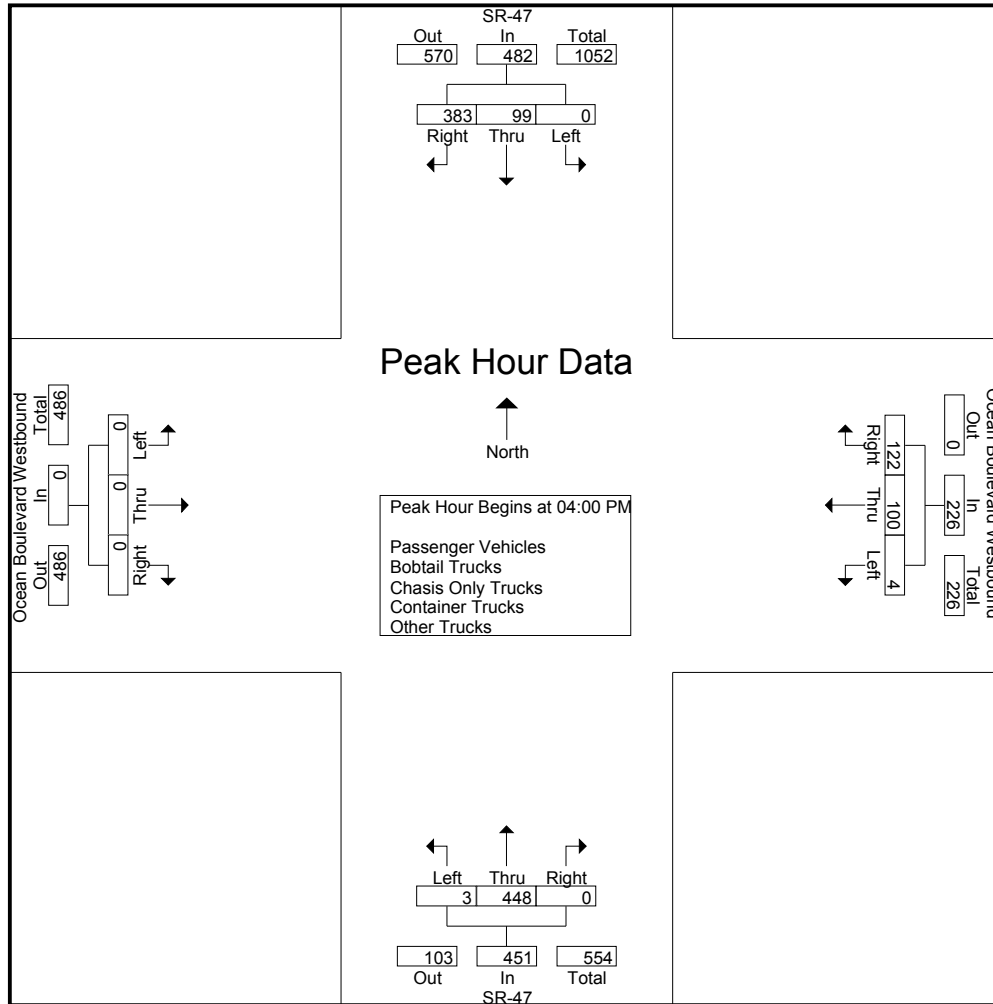 SR-47
Out In Total
570 482 1052
383 99 0
Right Thru Left
Peak Hour Data
North
Peak Hour Begins at 04:00 PM
Passenger Vehicles
Bobtail Trucks
Chasis Only Trucks
Container Trucks
Other Trucks
Ocean Boulevard Westbound
Total In Out
486 0 486
0 0 0
Left Thru Right
Right Thru Left
122 100 4
Out In Total
0 226 226
Ocean Boulevard Westbound
Left Thru Right
3 448 0
103 451 554
Out In Total
SR-47